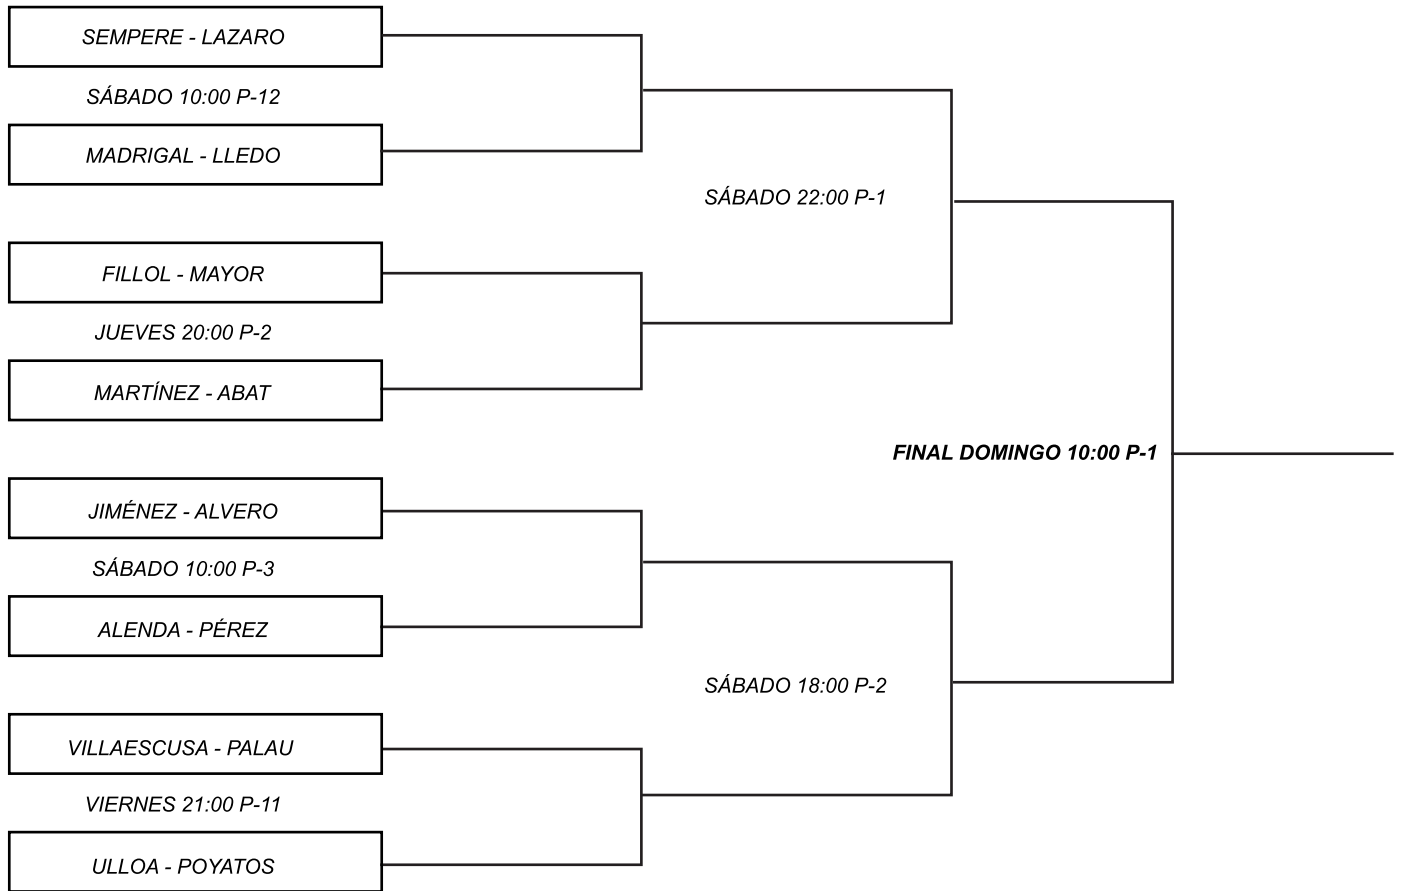 SEMPERE - LAZARO
SÁBADO 10:00 P-12
MADRIGAL - LLEDO
SÁBADO 22:00 P-1
FILLOL - MAYOR
JUEVES 20:00 P-2
MARTÍNEZ - ABAT
FINAL DOMINGO 10:00 P-1
JIMÉNEZ - ALVERO
SÁBADO 10:00 P-3
ALENDA - PÉREZ
SÁBADO 18:00 P-2
VILLAESCUSA - PALAU
VIERNES 21:00 P-11
ULLOA - POYATOS